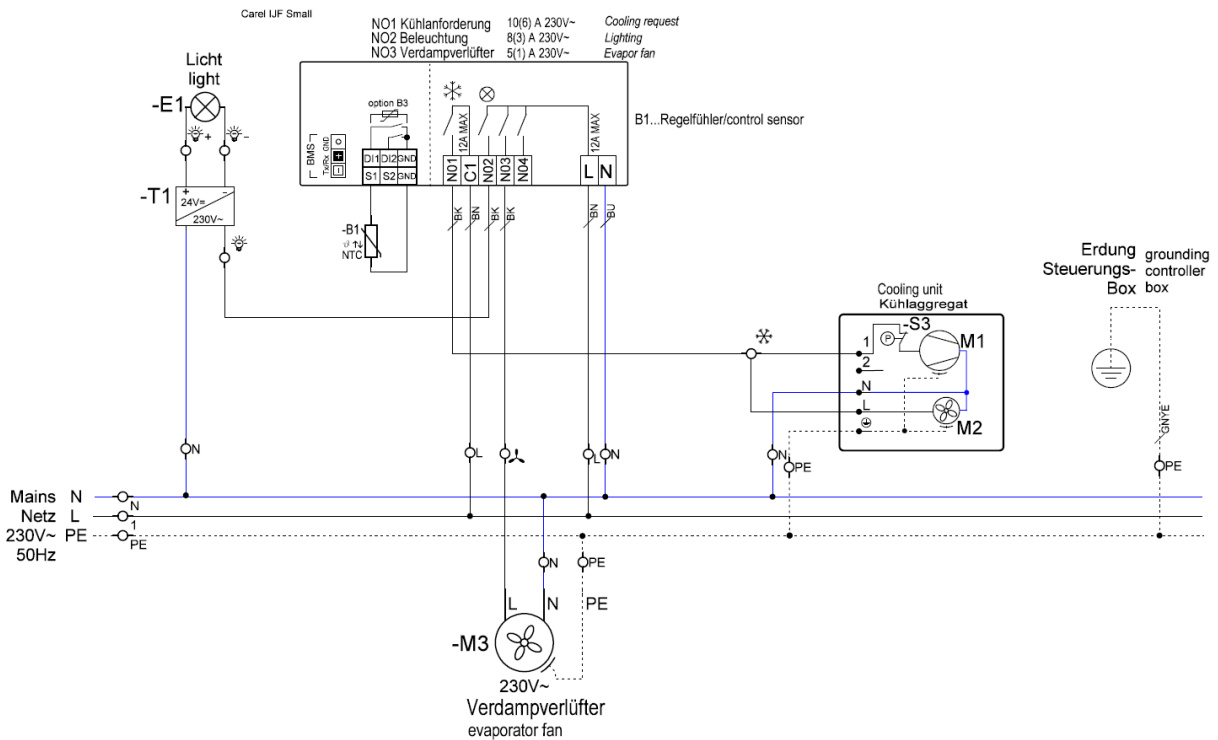 Carel IJF Small
NO1 Kühlanforderung 10(6) A 230V~ Cooling request
NO2 Beleuchtung 8(3) A 230V~ Lighting
NO3 Verdampverlüfter 5(1) A 230V~ Evapor fan
Licht
light
-E1
+ -
-T1
+ -
24V=
230V~
option B3
BMS
Tx/Rx GND
+
-
DI1 DI2 GND
S1 S2 GND
12A MAX
12A MAX
N01 C1 N02 N03 N04
L N
B1...Regelfühler/control sensor
-B1
ϑ ↑↓
NTC
BK BN BK BK
BN BU
Erdung grounding
Steuerungs- controller
Box box
Cooling unit
Kühlaggregat
-S3
P
M1
1
2
N
L
M2
GNYE
N
L
L N
N
PE
PE
Mains N
N
Netz L
1
230V~ PE
PE
50Hz
N PE
L N PE
-M3
230V~
Verdampverlüfter
evaporator fan